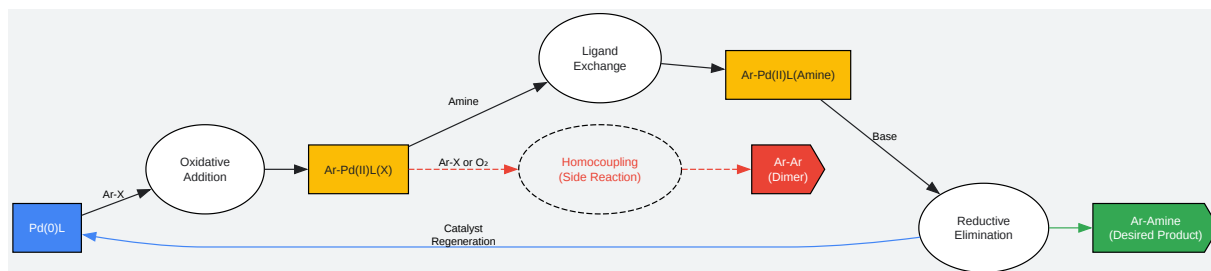 Ligand
Exchange
Ar-Pd(II)L(Amine)
Amine
Base
Oxidative
Addition
Ar-Pd(II)L(X)
Ar-X or O₂
Homocoupling
(Side Reaction)
Ar-Ar
(Dimer)
Ar-X
Pd(0)L
Catalyst
Regeneration
Reductive
Elimination
Ar-Amine
(Desired Product)